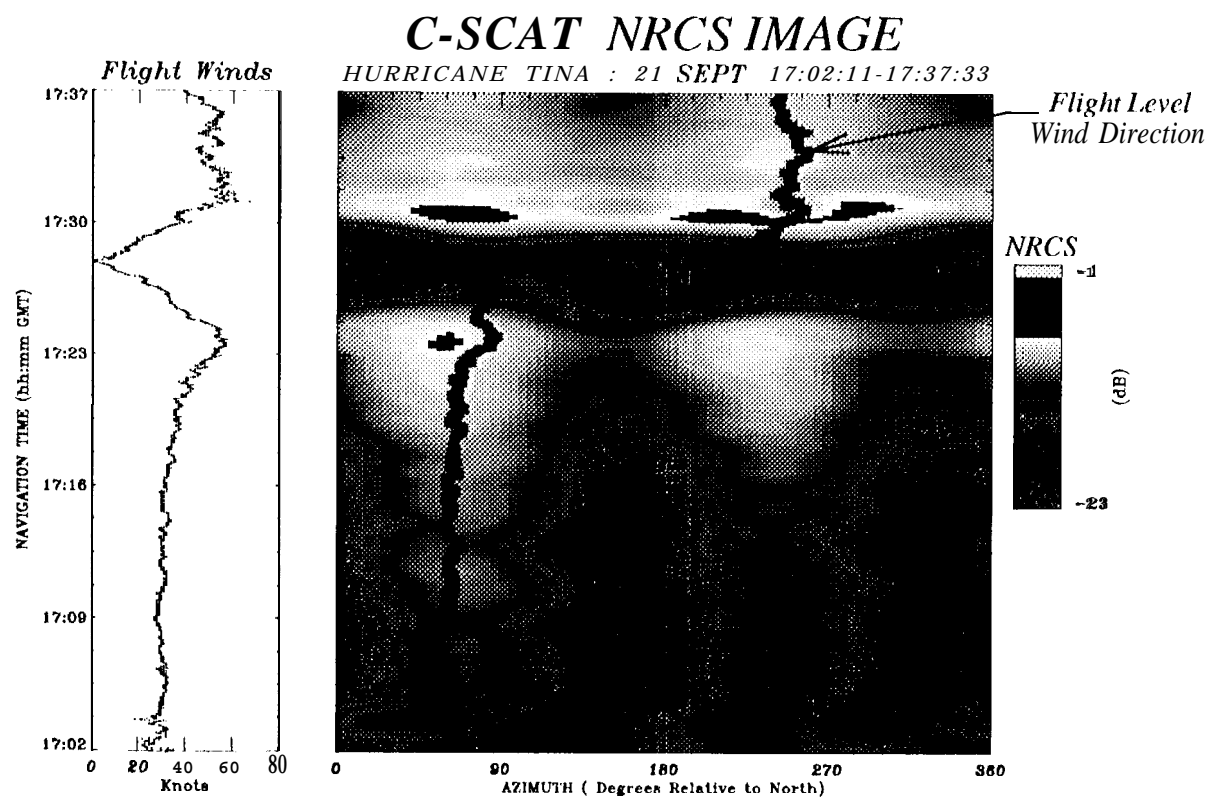 C-SCAT NRCS IMAGE
Flight Winds
HURRICANE TINA : 21 SEPT 17:02:11-17:37:33
17:37
17:30
17:23
17:16
17:09
17:02
NAVIGATION TIME (hh:mm GMT)
0 20 40 60 80
Knots
0 90 180 270 360
AZIMUTH ( Degrees Relative to North)
Flight Level
Wind Direction
NRCS
-1
-23
(dB)